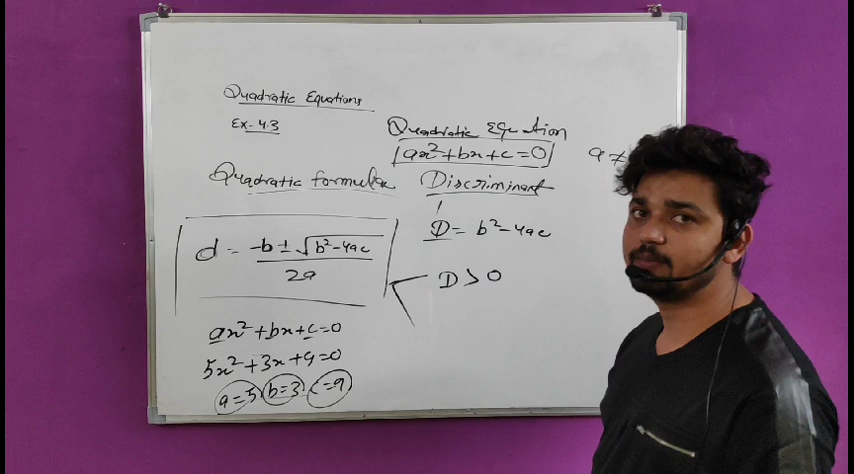 Quadratic Equations
Ex-4.3
Quadratic Equation
ax²+bx+c=0
a≠
Quadratic formula
Discriminant
d = -b ± √b²-4ac / 2a
D = b²-4ac
D>0
ax²+bx+c=0
5x²+3x+9=0
a=5 b=3 c=9